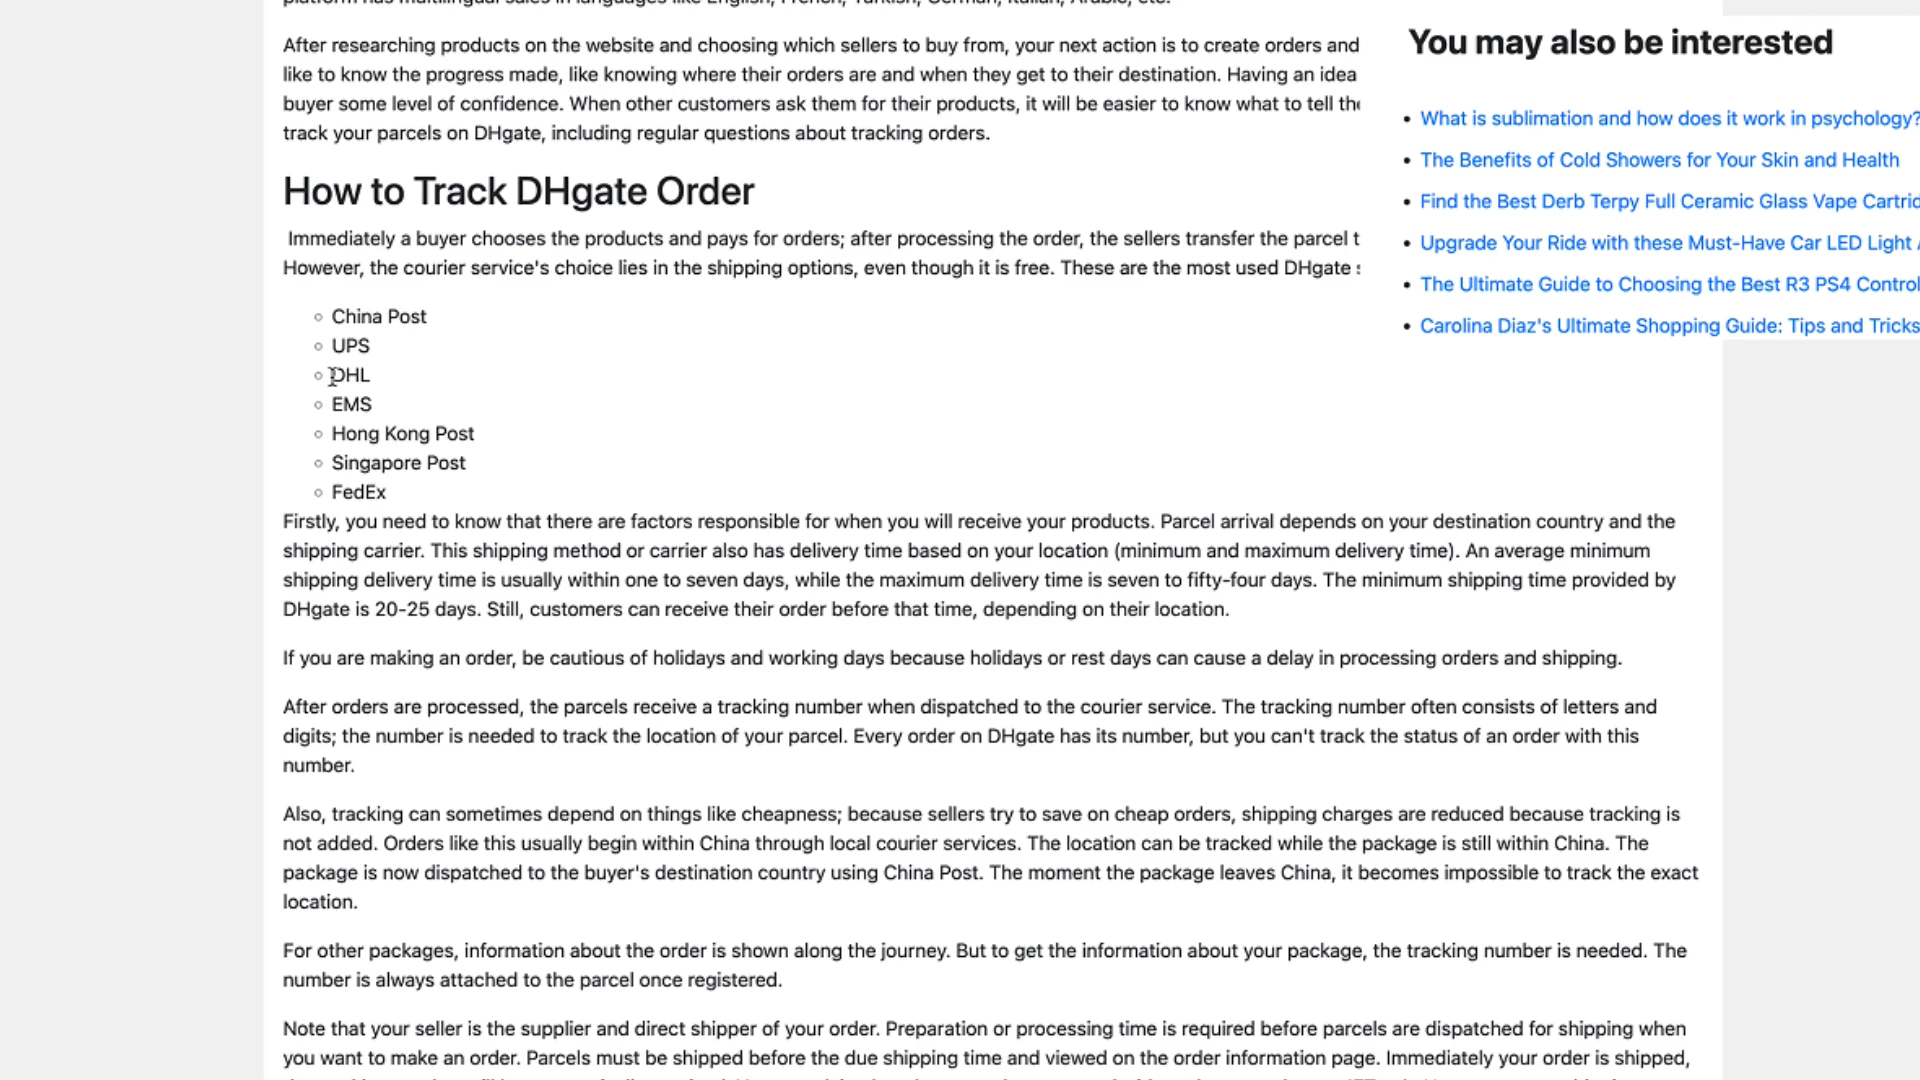 platform has multilingual sales in languages like English, French, Turkish, German, Italian, Arabic, etc.
After researching products on the website and choosing which sellers to buy from, your next action is to create orders and
like to know the progress made, like knowing where their orders are and when they get to their destination. Having an idea
buyer some level of confidence. When other customers ask them for their products, it will be easier to know what to tell the
track your parcels on DHgate, including regular questions about tracking orders.
How to Track DHgate Order
Immediately a buyer chooses the products and pays for orders; after processing the order, the sellers transfer the parcel t
However, the courier service's choice lies in the shipping options, even though it is free. These are the most used DHgate
China Post
UPS
DHL
EMS
Hong Kong Post
Singapore Post
FedEx
Firstly, you need to know that there are factors responsible for when you will receive your products. Parcel arrival depends on your destination country and the
shipping carrier. This shipping method or carrier also has delivery time based on your location (minimum and maximum delivery time). An average minimum
shipping delivery time is usually within one to seven days, while the maximum delivery time is seven to fifty-four days. The minimum shipping time provided by
DHgate is 20-25 days. Still, customers can receive their order before that time, depending on their location.
If you are making an order, be cautious of holidays and working days because holidays or rest days can cause a delay in processing orders and shipping.
After orders are processed, the parcels receive a tracking number when dispatched to the courier service. The tracking number often consists of letters and
digits; the number is needed to track the location of your parcel. Every order on DHgate has its number, but you can't track the status of an order with this
number.
Also, tracking can sometimes depend on things like cheapness; because sellers try to save on cheap orders, shipping charges are reduced because tracking is
not added. Orders like this usually begin within China through local courier services. The location can be tracked while the package is still within China. The
package is now dispatched to the buyer's destination country using China Post. The moment the package leaves China, it becomes impossible to track the exact
location.
For other packages, information about the order is shown along the journey. But to get the information about your package, the tracking number is needed. The
number is always attached to the parcel once registered.
Note that your seller is the supplier and direct shipper of your order. Preparation or processing time is required before parcels are dispatched for shipping when
you want to make an order. Parcels must be shipped before the due shipping time and viewed on the order information page. Immediately your order is shipped,
You may also be interested
What is sublimation and how does it work in psychology?
The Benefits of Cold Showers for Your Skin and Health
Find the Best Derb Terpy Full Ceramic Glass Vape Cartrid
Upgrade Your Ride with these Must-Have Car LED Light
The Ultimate Guide to Choosing the Best R3 PS4 Control
Carolina Diaz's Ultimate Shopping Guide: Tips and Tricks